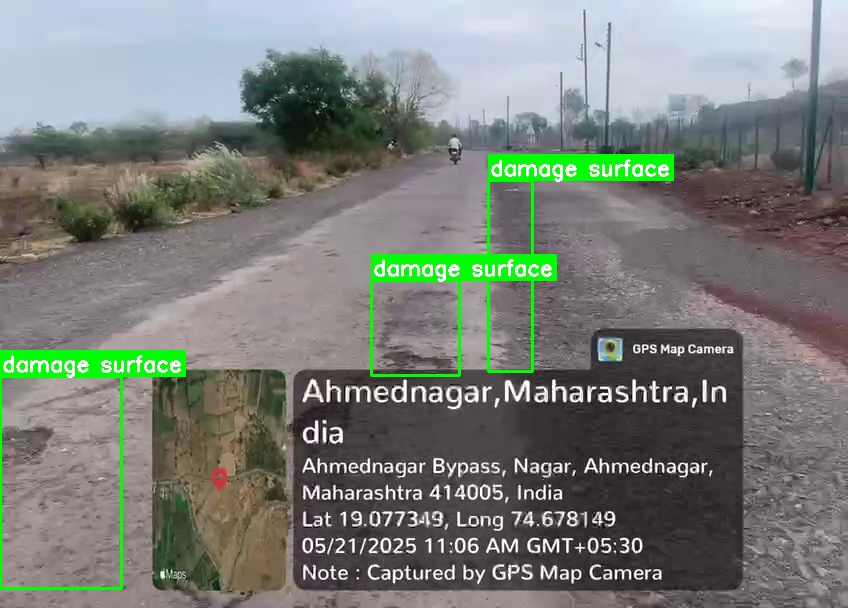 damage surface
damage surface
damage surface
GPS Map Camera
Ahmednagar,Maharashtra,In
dia
Ahmednagar Bypass, Nagar, Ahmednagar,
Maharashtra 414005, India
Lat 19.077349, Long 74.678149
05/21/2025 11:06 AM GMT+05:30
Note : Captured by GPS Map Camera
Maps